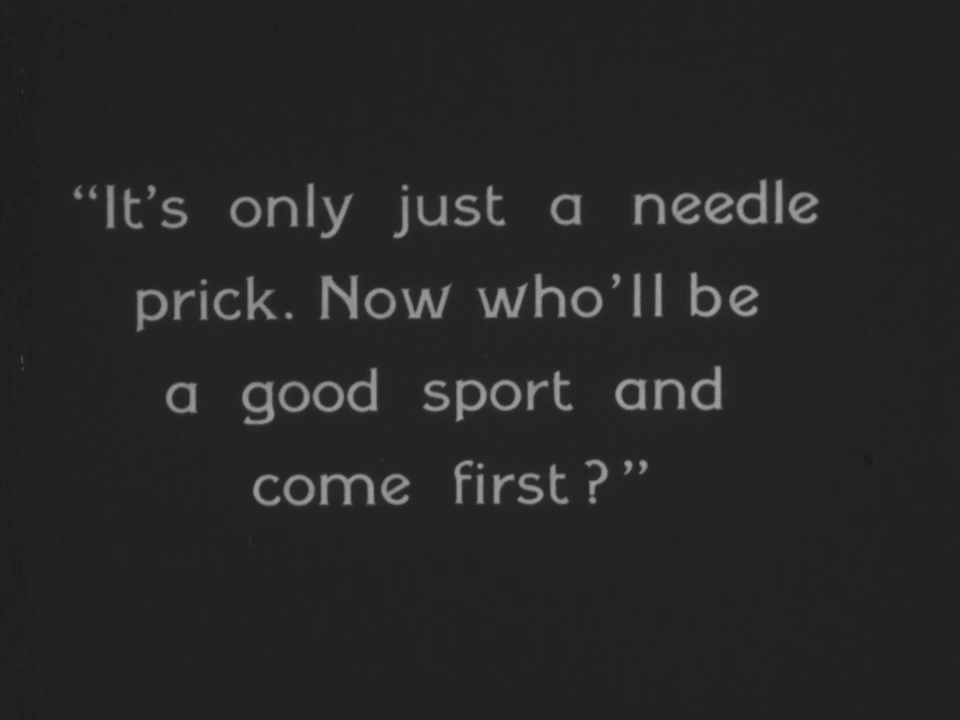 “It’s only just a needle
prick. Now who’ll be
a good sport and
come first?”